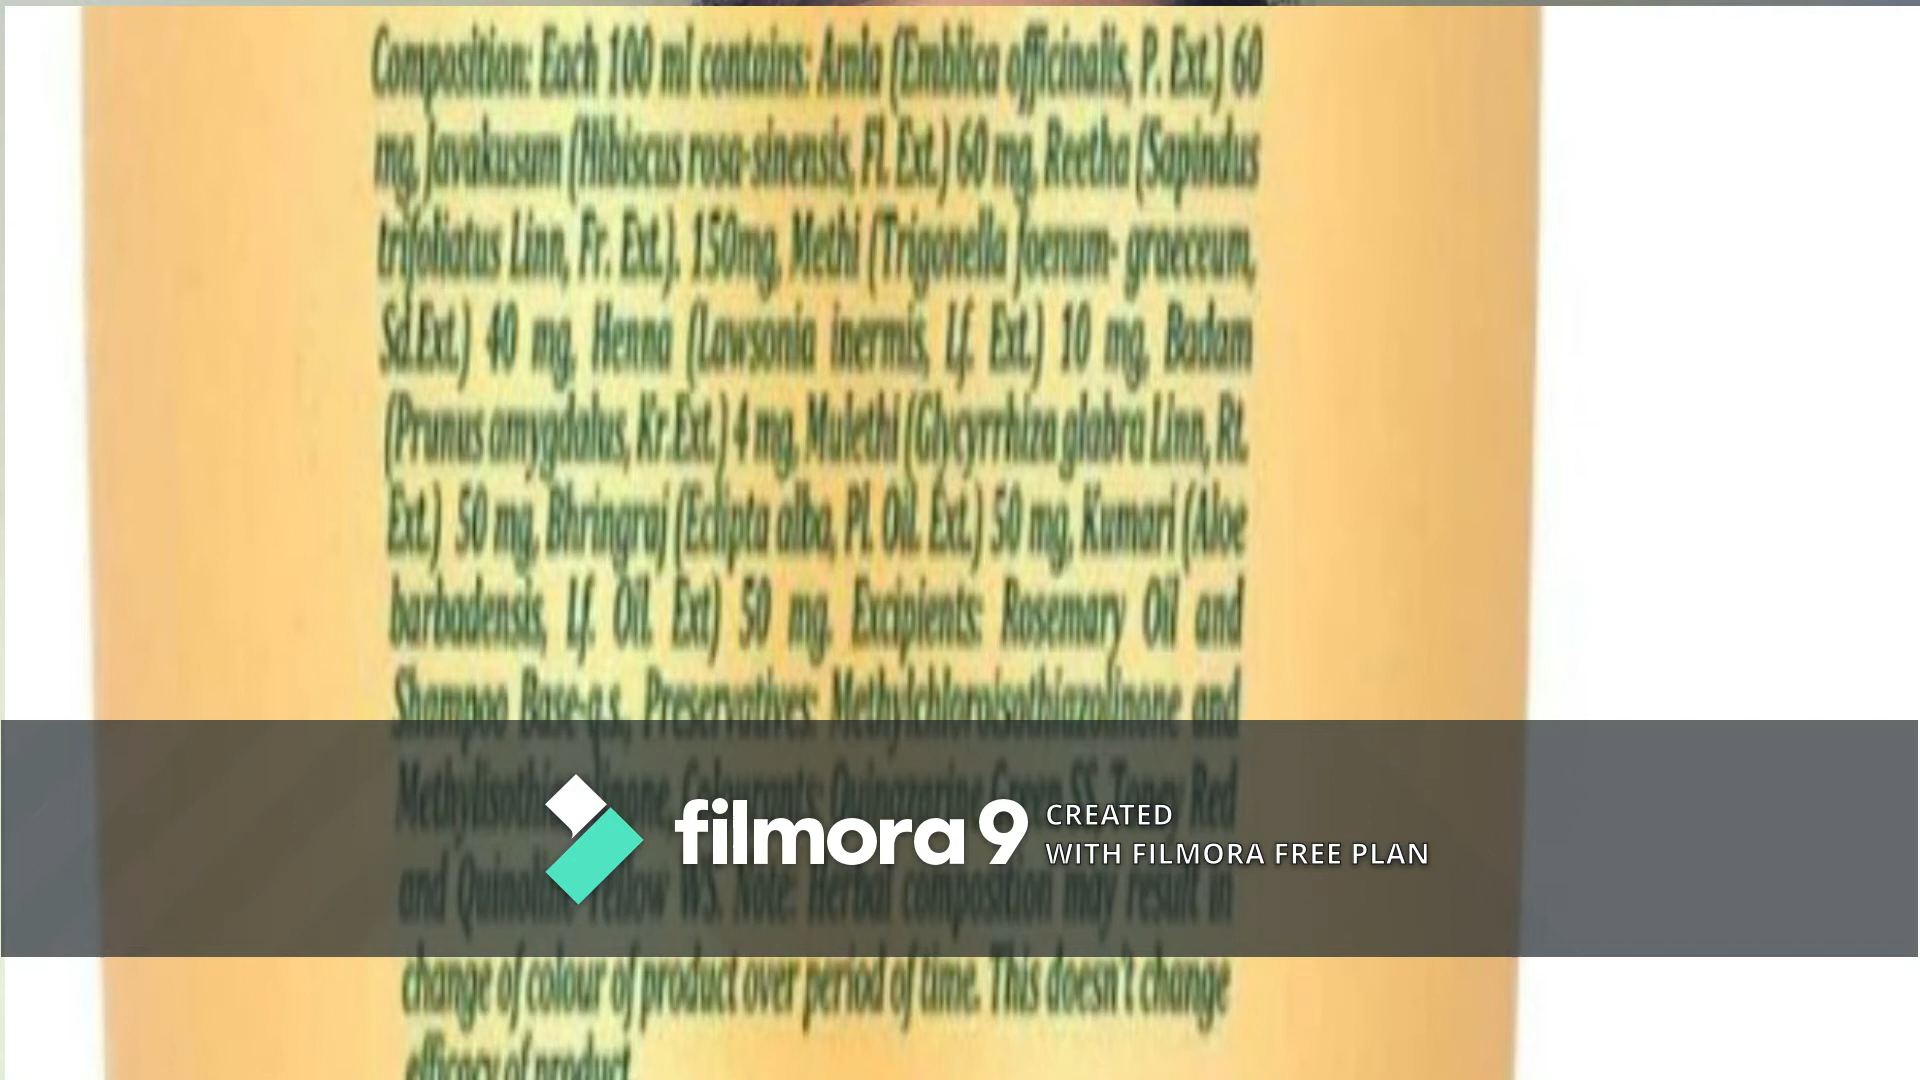 Composition: Each 100 ml contains: Amla (Emblica officinalis, P. Ext.) 60
mg, Javakusum (Hibiscus rosa-sinensis, Fl. Ext.) 60 mg, Reetha (Sapindus
trifoliatus Linn, Fr. Ext.). 150mg, Methi (Trigonella foenum- graeceum,
Sd.Ext.) 40 mg, Henna (Lawsonia inermis, Lf. Ext.) 10 mg, Badam
(Prunus amygdalus, Kr.Ext.) 4 mg, Mulethi (Glycyrrhiza glabra Linn, Rt.
Ext.) 50 mg, Bhringraj (Eclipta alba, Pl. Oil. Ext.) 50 mg, Kumari (Aloe
barbadensis, Lf. Oil. Ext) 50 mg. Excipients: Rosemary Oil and
Shampoo Base-q.s., Preservatives: Methylchloroisothiazolinone and
Colourants: Quinazarine Green SS, Toney Red
and Quinoline Yellow WS. Note: Herbal composition may result in
change of colour of product over period of time. This doesn't change
efficacy of product
filmora 9
CREATED
WITH FILMORA FREE PLAN